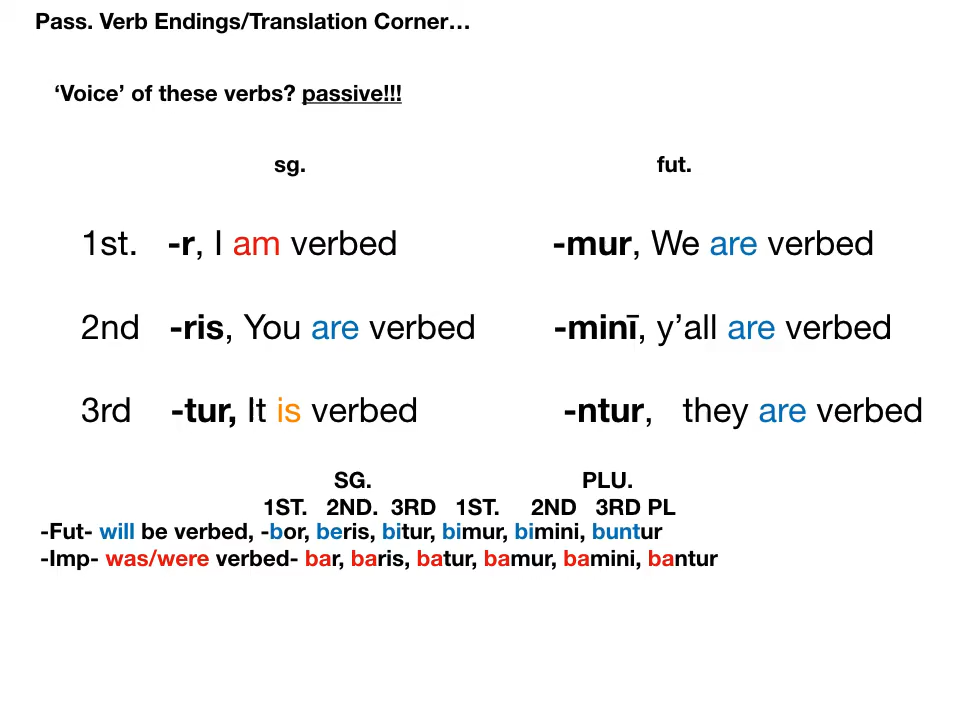 Pass. Verb Endings/Translation Corner…
‘Voice’ of these verbs? passive!!!
sg. fut.
1st. -r, I am verbed -mur, We are verbed
2nd -ris, You are verbed -minī, y’all are verbed
3rd -tur, It is verbed -ntur, they are verbed
SG. PLU.
1ST. 2ND. 3RD 1ST. 2ND 3RD PL
-Fut- will be verbed, -bor, beris, bitur, bimur, bimini, buntur
-Imp- was/were verbed- bar, baris, batur, bamur, bamini, bantur